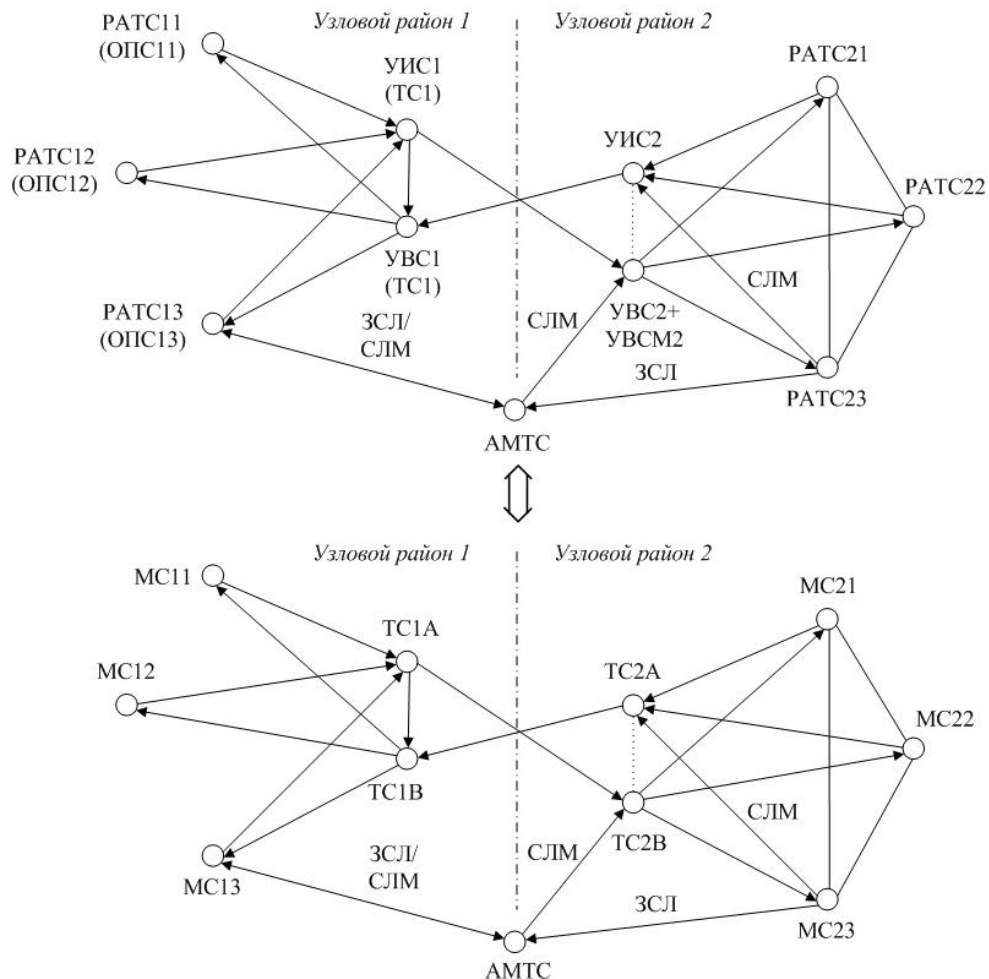 Узловой район 1
Узловой район 2
РАТС11
(ОПС11)
УИС1
(ТС1)
РАТС21
РАТС12
(ОПС12)
УИС2
РАТС22
УВС1
(ТС1)
СЛМ
РАТС13
(ОПС13)
ЗСЛ/
СЛМ
СЛМ
УВС2+
УВСМ2
ЗСЛ
РАТС23
АМТС
Узловой район 1
Узловой район 2
МС11
МС21
ТС1А
МС12
ТС2А
МС22
ТС1В
СЛМ
ТС2В
ЗСЛ/
СЛМ
СЛМ
МС13
ЗСЛ
МС23
АМТС